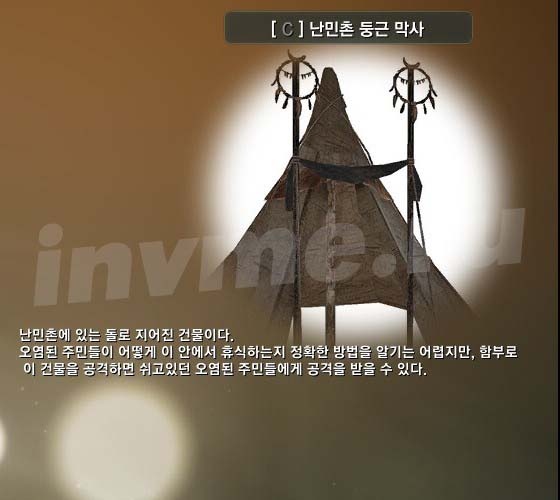 [ C ] 난민촌 둥근 막사
invme.ru
난민촌에 있는 돌로 지어진 건물이다.
오염된 주민들이 어떻게 이 안에서 휴식하는지 정확한 방법을 알기는 어렵지만, 함부로
이 건물을 공격하면 쉬고있던 오염된 주민들에게 공격을 받을 수 있다.